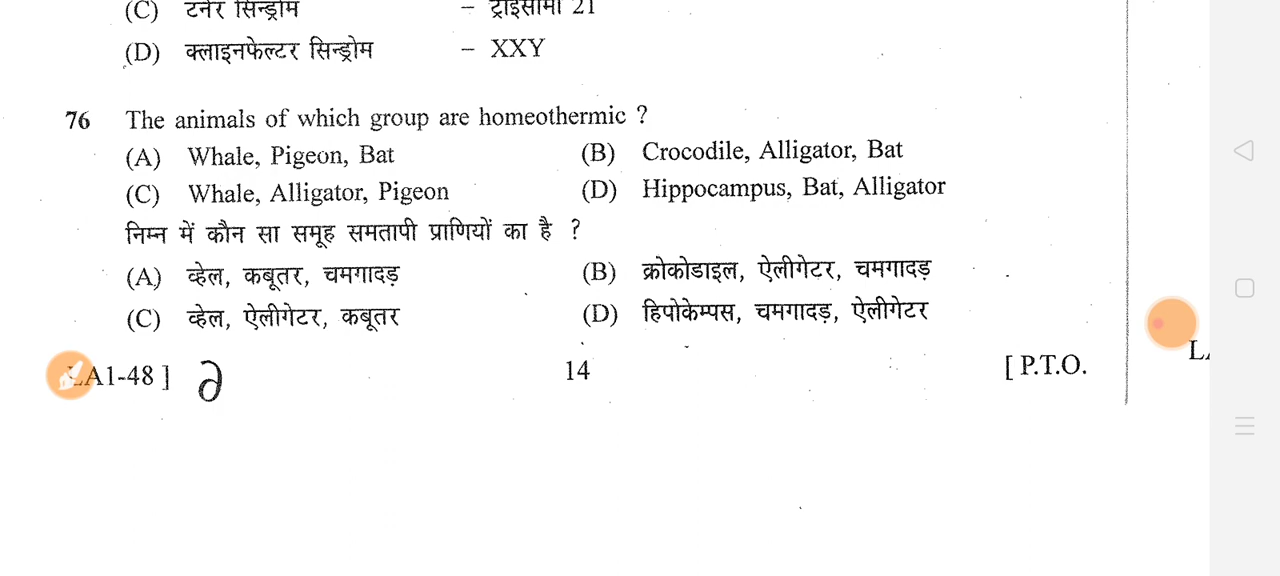 (C) टर्नर सिन्ड्रोम – ट्राइसोमी 21
(D) क्लाइनफेल्टर सिन्ड्रोम – XXY
76 The animals of which group are homeothermic ?
(A) Whale, Pigeon, Bat (B) Crocodile, Alligator, Bat
(C) Whale, Alligator, Pigeon (D) Hippocampus, Bat, Alligator
निम्न में कौन सा समूह समतापी प्राणियों का है ?
(A) व्हेल, कबूतर, चमगादड़ (B) क्रोकोडाइल, ऐलीगेटर, चमगादड़
(C) व्हेल, ऐलीगेटर, कबूतर (D) हिपोकेम्पस, चमगादड़, ऐलीगेटर
LA1-48 ] 14 [ P.T.O.